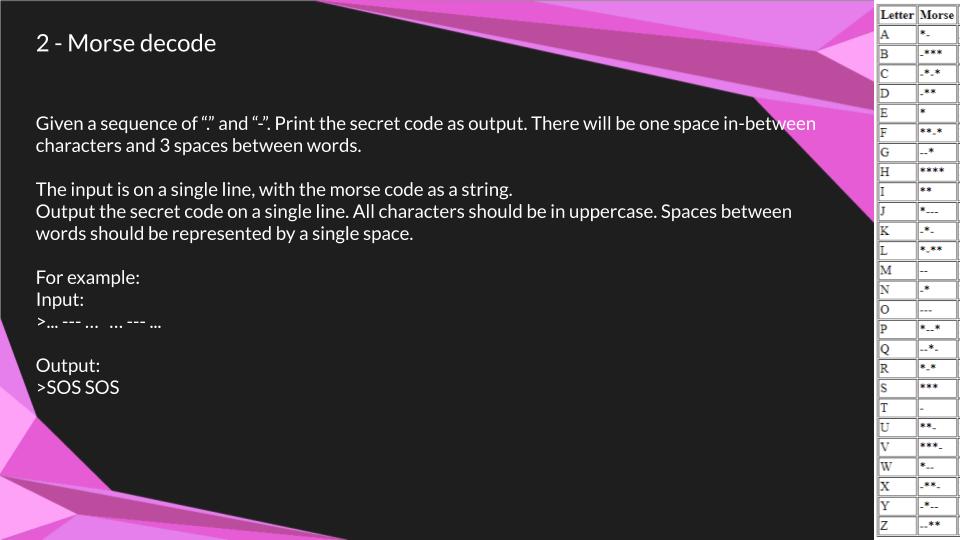 2 - Morse decode
Given a sequence of “.” and “-”. Print the secret code as output. There will be one space in-between
characters and 3 spaces between words.
The input is on a single line, with the morse code as a string.
Output the secret code on a single line. All characters should be in uppercase. Spaces between
words should be represented by a single space.
For example:
Input:
>... --- ...   ... --- ...
Output:
>SOS SOS
Letter Morse
A *-
B -***
C -*-*
D -**
E *
F **-*
G --*
H ****
I **
J *---
K -*-
L *-**
M --
N -*
O ---
P *--*
Q --*-
R *-*
S ***
T -
U **-
V ***-
W *--
X -**-
Y -*--
Z --**